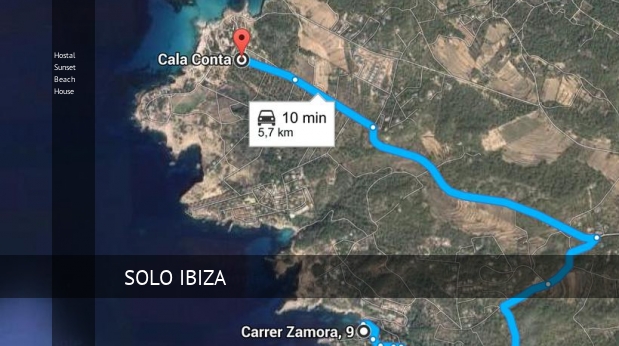 Cala Conta
Hostal
Sunset
Beach
House
10 min
5,7 km
SOLO IBIZA
Carrer Zamora, 9